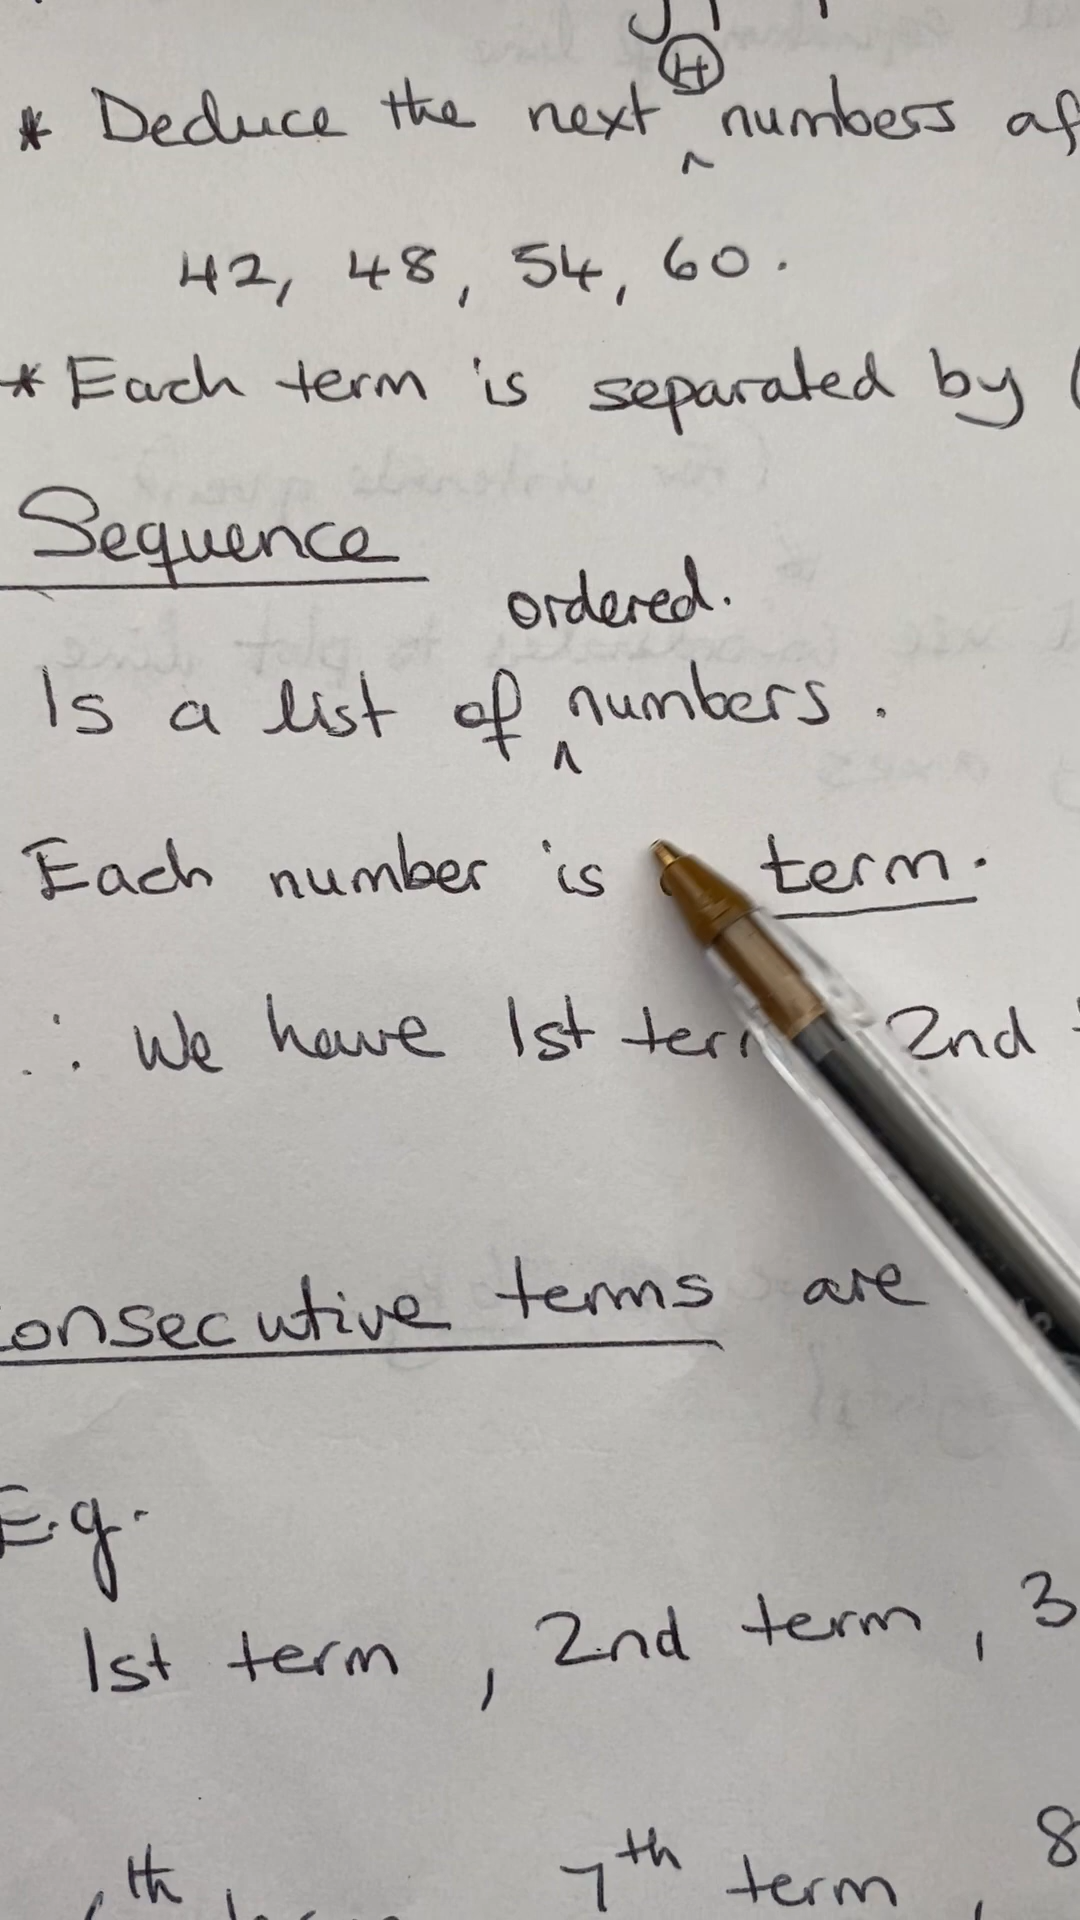 ④
* Deduce the next ^ numbers af
42, 48, 54, 60.
* Each term is separated by (
Sequence
ordered.
Is a list of ^ numbers.
Each number is term.
∴ We have 1st ter 2nd
onsecutive terms are
E.g.
1st term, 2nd term, 3
th 7th term, 8